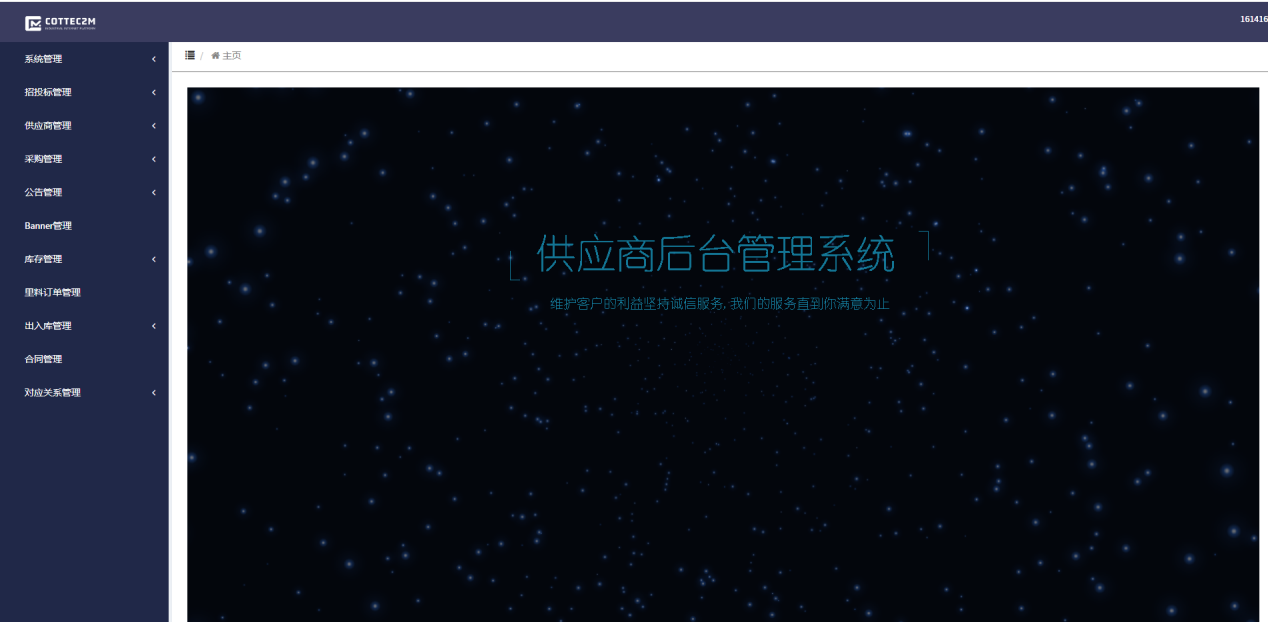 COTTEC2M
161416
系统管理
/ 主页
招投标管理
供应商管理
采购管理
公告管理
Banner管理
库存管理
里料订单管理
出入库管理
合同管理
对应关系管理
供应商后台管理系统
维护客户的利益坚持诚信服务, 我们的服务直到你满意为止